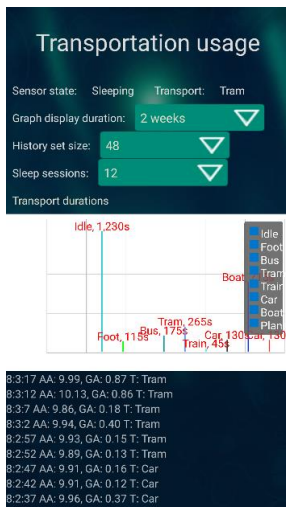 Transportation usage
Sensor state: Sleeping Transport: Tram
Graph display duration: 2 weeks
History set size: 48
Sleep sessions: 12
Transport durations
Idle, 1,230s
Idle
Foot
Bus
Tram
Train
Car
Boat
Plan
Boat
Tram, 265s
Bus, 175s
Foot, 115s
Car, 130s
Car, 130
Train, 45s
8:3:17 AA: 9.99, GA: 0.87 T: Tram
8:3:12 AA: 10.13, GA: 0.86 T: Tram
8:3:7 AA: 9.86, GA: 0.18 T: Tram
8:3:2 AA: 9.94, GA: 0.40 T: Tram
8:2:57 AA: 9.93, GA: 0.15 T: Tram
8:2:52 AA: 9.89, GA: 0.13 T: Tram
8:2:47 AA: 9.91, GA: 0.16 T: Car
8:2:42 AA: 9.91, GA: 0.12 T: Car
8:2:37 AA: 9.96, GA: 0.37 T: Car